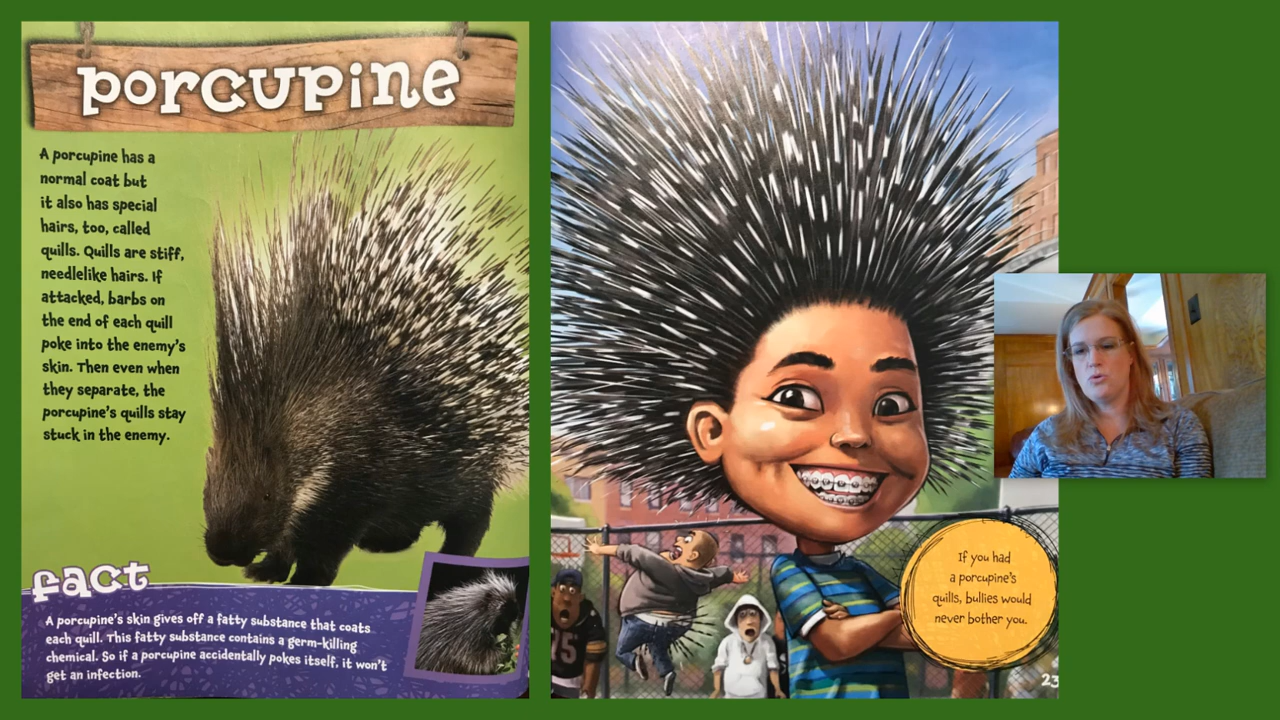 porcupine
A porcupine has a
normal coat but
it also has special
hairs, too, called
quills. Quills are stiff,
needlelike hairs. If
attacked, barbs on
the end of each quill
poke into the enemy's
skin. Then even when
they separate, the
porcupine's quills stay
stuck in the enemy.
fact
A porcupine's skin gives off a fatty substance that coats
each quill. This fatty substance contains a germ-killing
chemical. So if a porcupine accidentally pokes itself, it won't
get an infection.
If you had
a porcupine's
quills, bullies would
never bother you.
23